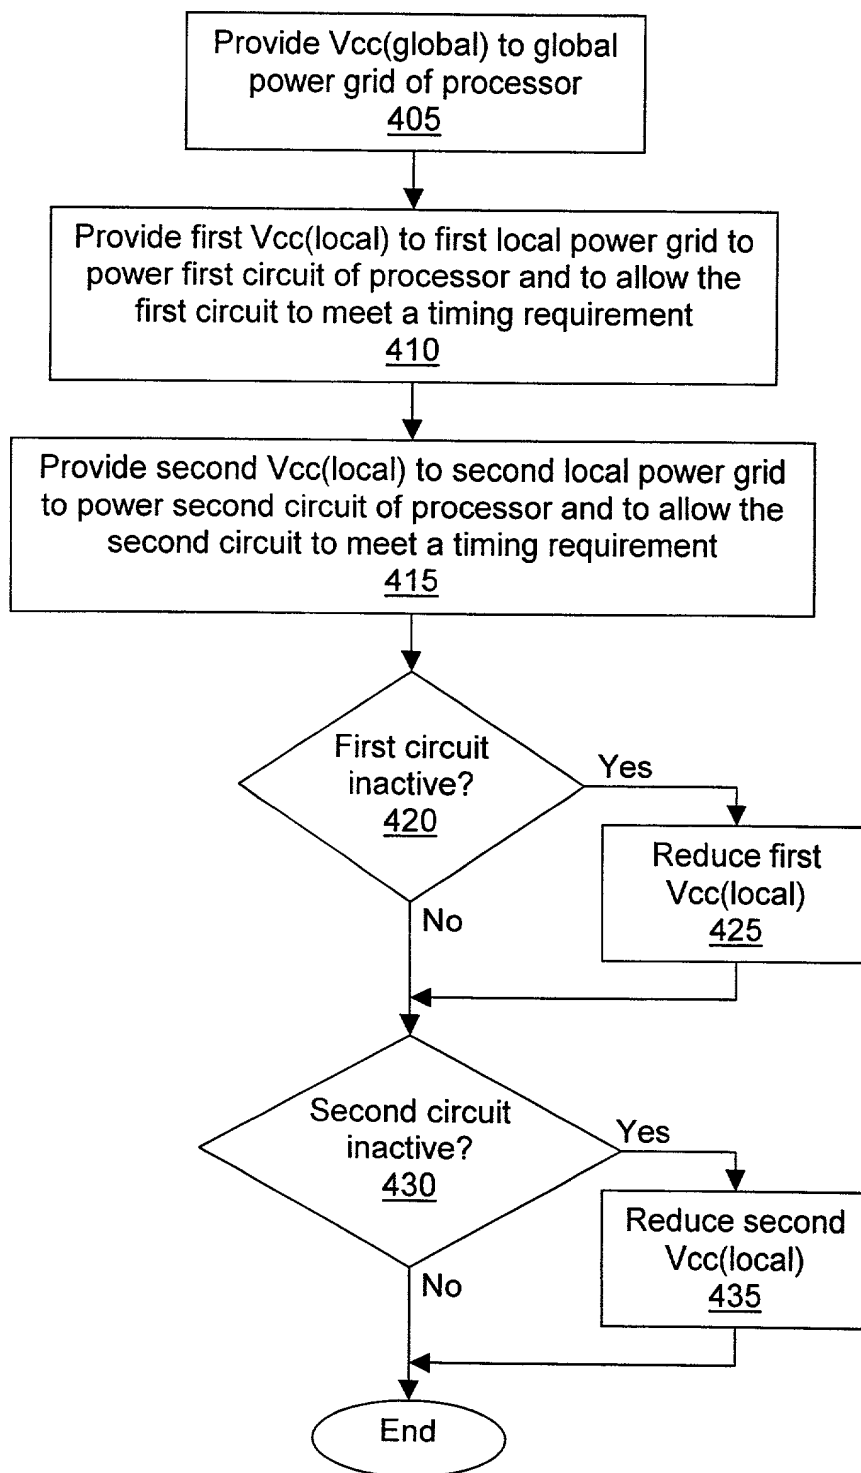 Provide Vcc(global) to global
power grid of processor
405
Provide first Vcc(local) to first local power grid to
power first circuit of processor and to allow the
first circuit to meet a timing requirement
410
Provide second Vcc(local) to second local power grid
to power second circuit of processor and to allow the
second circuit to meet a timing requirement
415
First circuit
inactive?
420
Yes
Reduce first
Vcc(local)
425
No
Second circuit
inactive?
430
Yes
Reduce second
Vcc(local)
435
No
End